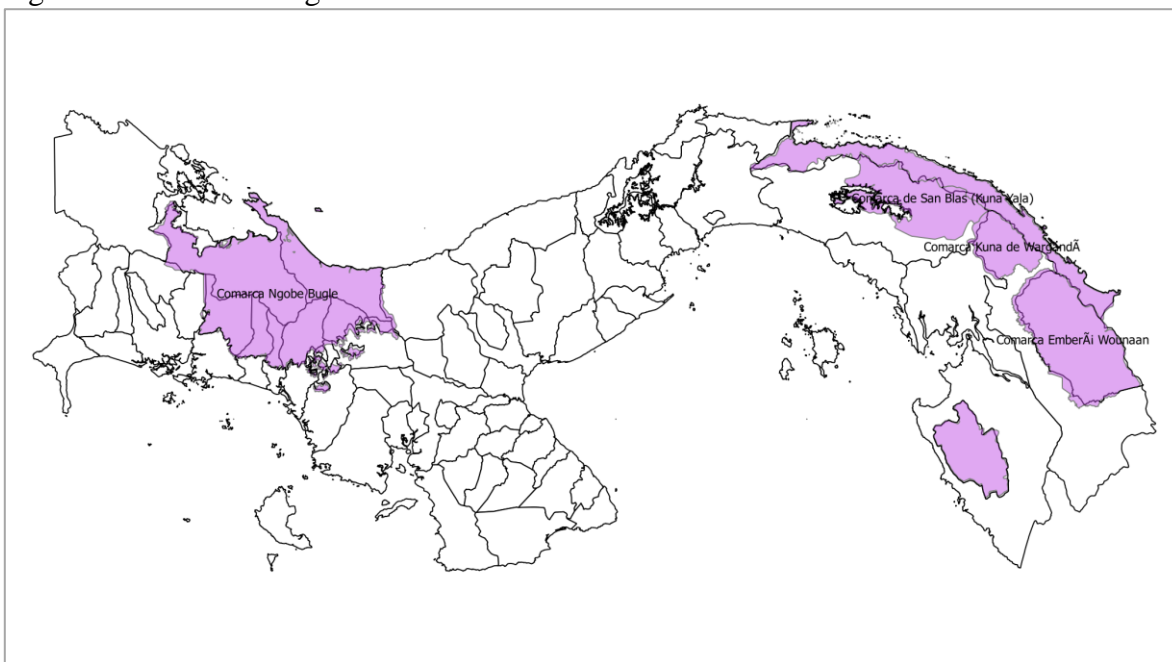 Comarca de San Blas (Kuna Yala)
Comarca Kuna de WargandÃ
Comarca Ngobe Bugle
Comarca EmberÃi Wounaan